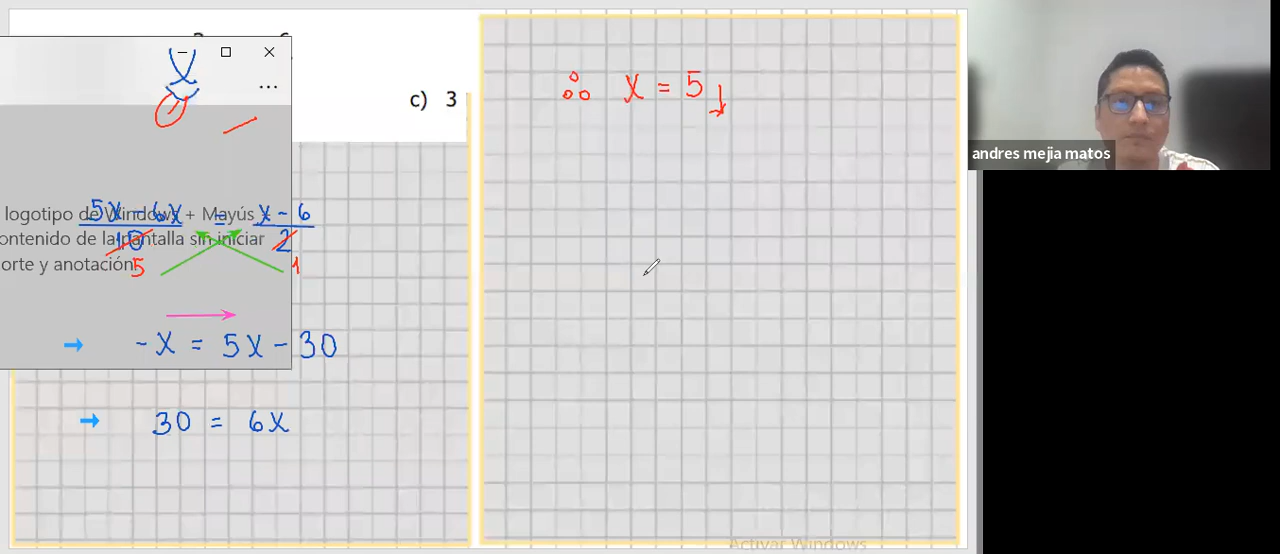 c) 3
∴ x = 5
andres mejia matos
logotipo de Windows + Mayús +
5x - 6x = x - 6
ontenido de la pantalla sin iniciar
10 2
orte y anotación.
5 1
→ -x = 5x - 30
→ 30 = 6x
Activar Windows